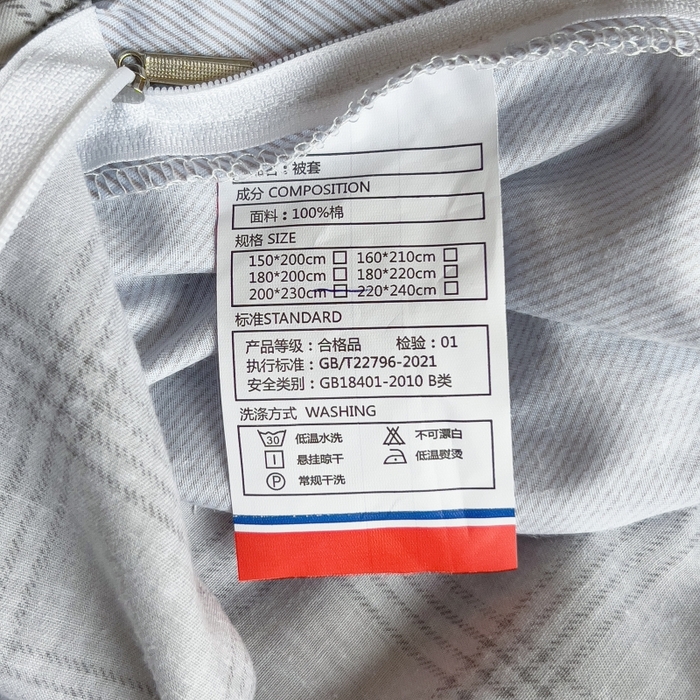 被套
成分 COMPOSITION
面料：100%棉
规格 SIZE
150*200cm □ 160*210cm □
180*200cm □ 180*220cm □
200*230cm □ 220*240cm □
标准STANDARD
产品等级：合格品 检验：01
执行标准：GB/T22796-2021
安全类别：GB18401-2010 B类
洗涤方式 WASHING
30 低温水洗 不可漂白
悬挂晾干 低温熨烫
P 常规干洗